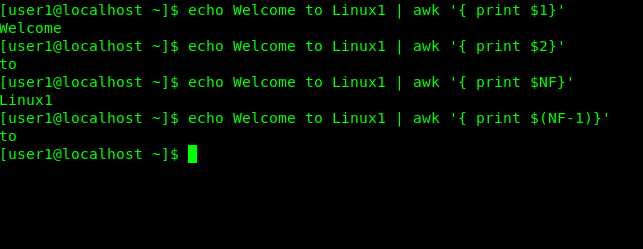 [user1@localhost ~]$ echo Welcome to Linux1 | awk '{ print $1}'
Welcome
[user1@localhost ~]$ echo Welcome to Linux1 | awk '{ print $2}'
to
[user1@localhost ~]$ echo Welcome to Linux1 | awk '{ print $NF}'
Linux1
[user1@localhost ~]$ echo Welcome to Linux1 | awk '{ print $(NF-1)}'
to
[user1@localhost ~]$